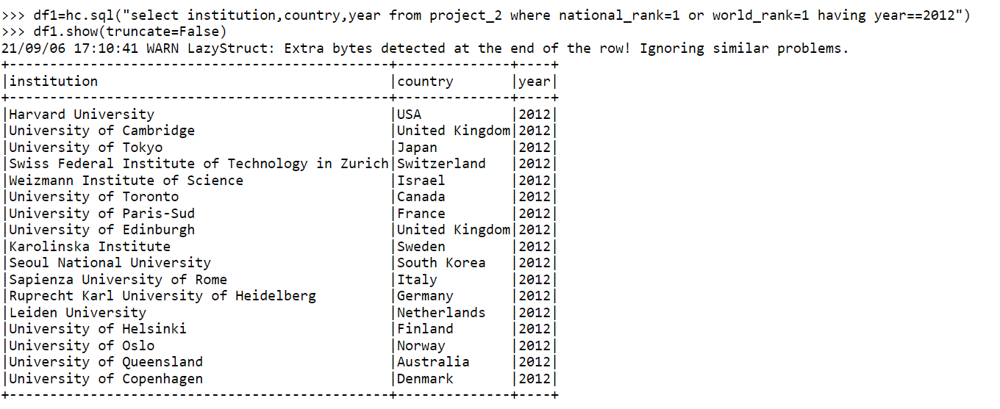 >>> df1=hc.sql("select institution,country,year from project_2 where national_rank=1 or world_rank=1 having year==2012")
>>> df1.show(truncate=False)
21/09/06 17:10:41 WARN LazyStruct: Extra bytes detected at the end of the row! Ignoring similar problems.
+-----------------------------------------------+--------------+----+
|institution                                    |country       |year|
+-----------------------------------------------+--------------+----+
|Harvard University                             |USA           |2012|
|University of Cambridge                        |United Kingdom|2012|
|University of Tokyo                            |Japan         |2012|
|Swiss Federal Institute of Technology in Zurich|Switzerland   |2012|
|Weizmann Institute of Science                  |Israel        |2012|
|University of Toronto                          |Canada        |2012|
|University of Paris-Sud                        |France        |2012|
|University of Edinburgh                        |United Kingdom|2012|
|Karolinska Institute                           |Sweden        |2012|
|Seoul National University                      |South Korea   |2012|
|Sapienza University of Rome                    |Italy         |2012|
|Ruprecht Karl University of Heidelberg         |Germany       |2012|
|Leiden University                              |Netherlands   |2012|
|University of Helsinki                         |Finland       |2012|
|University of Oslo                             |Norway        |2012|
|University of Queensland                       |Australia     |2012|
|University of Copenhagen                       |Denmark       |2012|
+-----------------------------------------------+--------------+----+